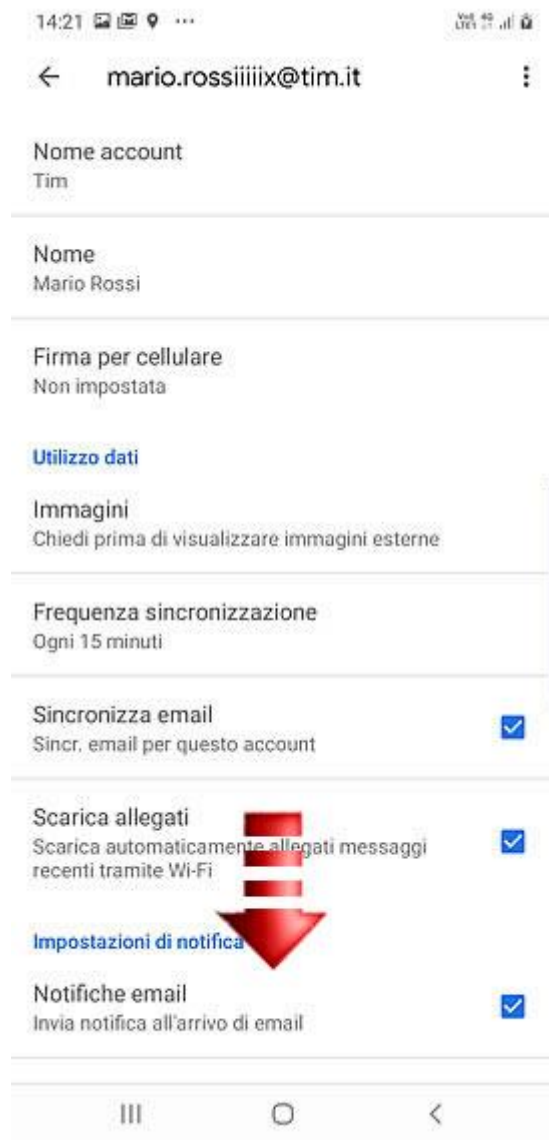 14:21
mario.rossiiiiix@tim.it
Nome account
Tim
Nome
Mario Rossi
Firma per cellulare
Non impostata
Utilizzo dati
Immagini
Chiedi prima di visualizzare immagini esterne
Frequenza sincronizzazione
Ogni 15 minuti
Sincronizza email
Sincr. email per questo account
Scarica allegati
Scarica automaticamente allegati messaggi
recenti tramite Wi-Fi
Impostazioni di notifica
Notifiche email
Invia notifica all'arrivo di email